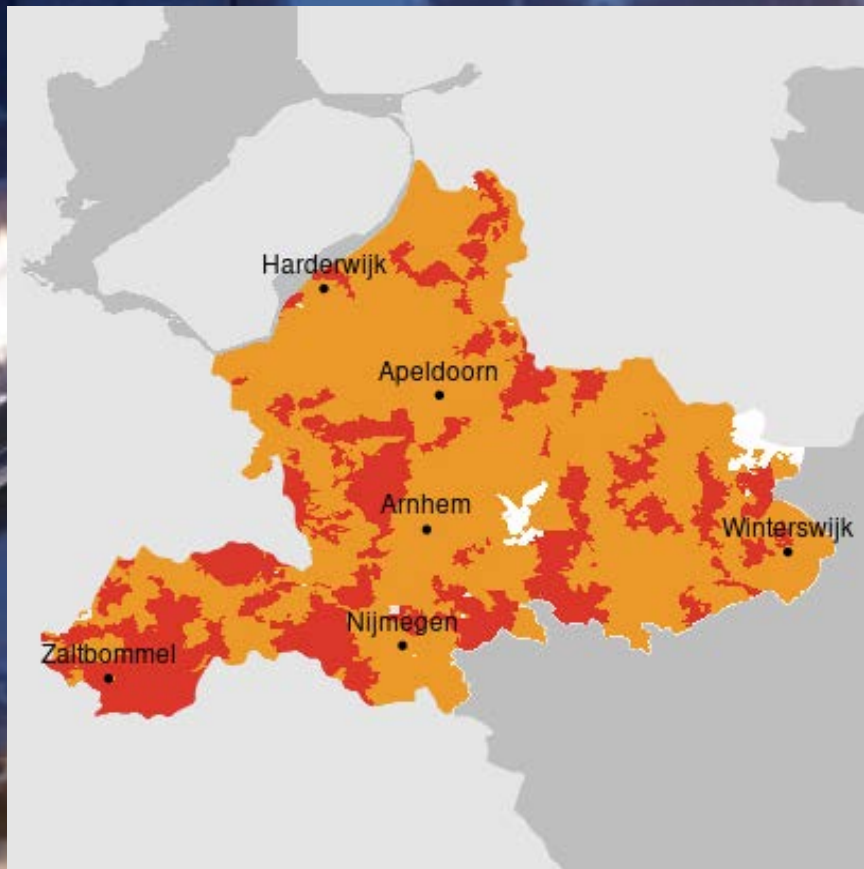 Harderwijk
Apeldoorn
Arnhem
Winterswijk
Nijmegen
Zaltbommel